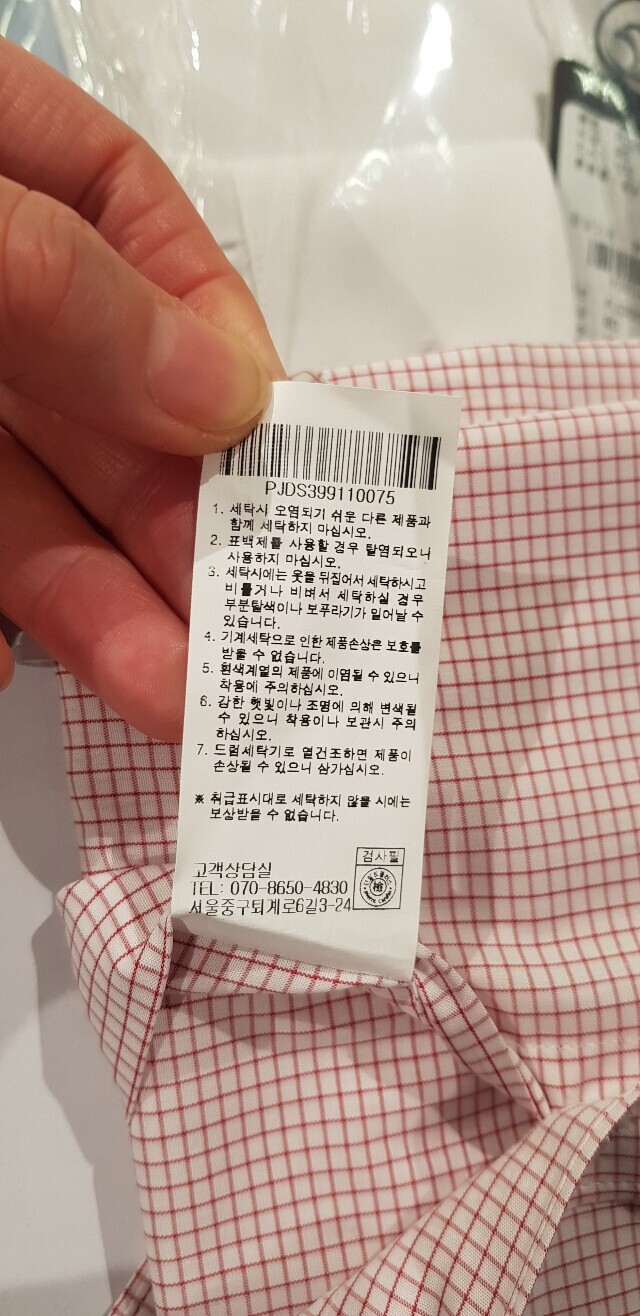 PJDS399110075
1. 세탁시 오염되기 쉬운 다른 제품과
함께 세탁하지 마십시오.
2. 표백제를 사용할 경우 탈염되오니
사용하지 마십시오.
3. 세탁시에는 옷을 뒤집어서 세탁하시고
비틀거나 비벼서 세탁하실 경우
부분탈색이나 보푸라기가 일어날 수
있습니다.
4. 기계세탁으로 인한 제품손상은 보호를
받을 수 없습니다.
5. 흰색계열의 제품에 이염될 수 있으니
착용에 주의하십시오.
6. 강한 햇빛이나 조명에 의해 변색될
수 있으니 착용이나 보관시 주의
하십시오.
7. 드럼세탁기로 열건조하면 제품이
손상될 수 있으니 삼가십시오.
※ 취급표시대로 세탁하지 않을 시에는
보상받을 수 없습니다.
검사필
고객상담실
TEL: 070-8650-4830
서울중구퇴계로6길3-24